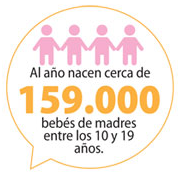 Al año nacen cerca de
159.000
bebés de madres
entre los 10 y 19
años.